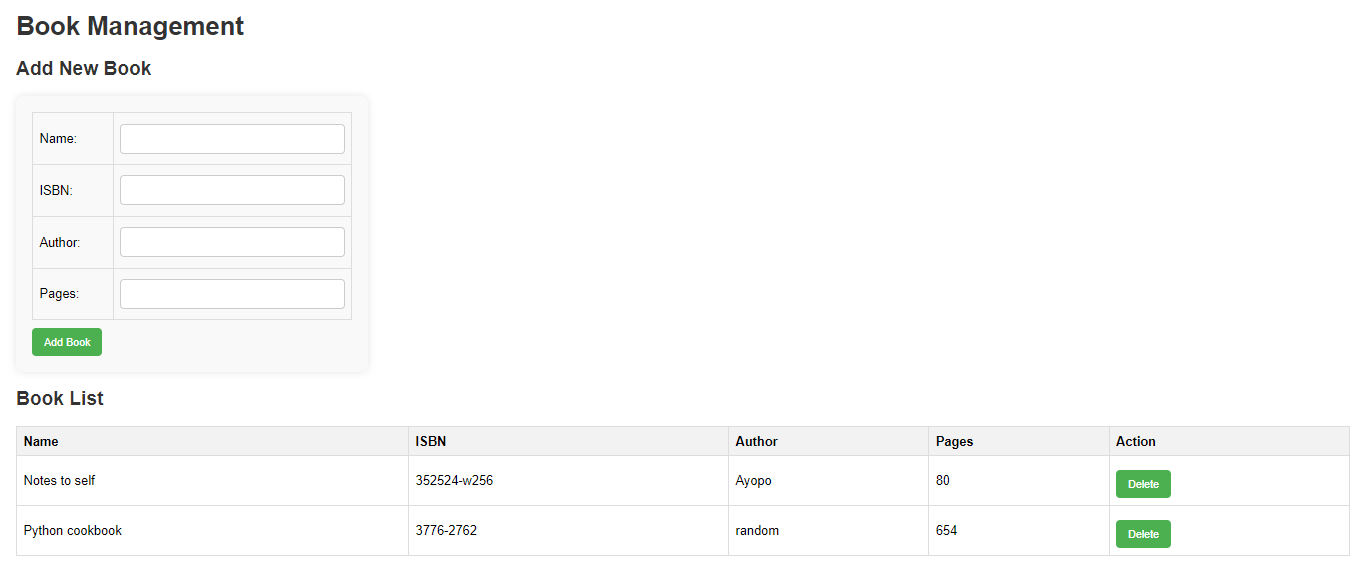 Book Management
Add New Book
Name:
ISBN:
Author:
Pages:
Add Book
Book List
Name ISBN Author Pages Action
Notes to self 352524-w256 Ayopo 80 Delete
Python cookbook 3776-2762 random 654 Delete